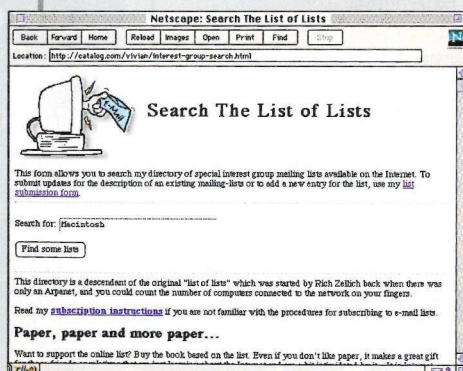 Netscape: Search The List of Lists
Back Forward Home Reload Images Open Print Find Stop
N
Location: http://catalog.com/vivian/interest-group-search.html
E-Mail
Search The List of Lists
This form allows you to search my directory of special interest group mailing lists available on the Internet. To
submit updates for the description of an existing mailing-lists or to add a new entry for the list, use my list
submission form.
Search for: Macintosh
Find some lists
This directory is a descendant of the original "list of lists" which was started by Rich Zellich back when there was
only an Arpanet, and you could count the number of computers connected to the network on your fingers.
Read my subscription instructions if you are not familiar with the procedures for subscribing to e-mail lists.
Paper, paper and more paper...
Want to support the online list? Buy the book based on the list. Even if you don't like paper, it makes a great gift